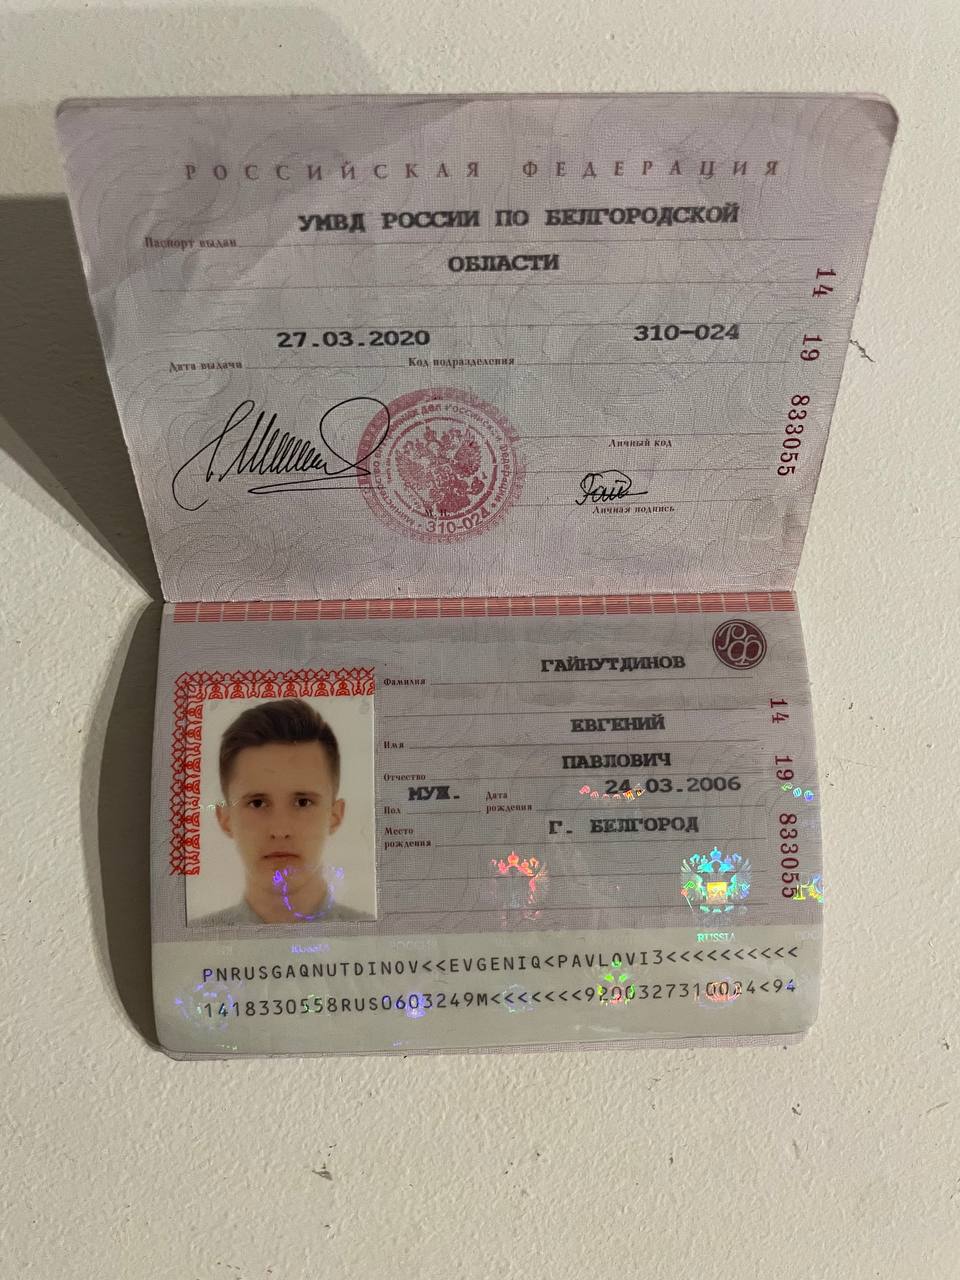 РОССИЙСКАЯ ФЕДЕРАЦИЯ
Паспорт выдан УМВД РОССИИ ПО БЕЛГОРОДСКОЙ
ОБЛАСТИ
Дата выдачи 27.03.2020 Код подразделения 310-024
14 19 833055
Личный код
Личная подпись
М.П.
310-024
РФ
Фамилия ГАЙНУТДИНОВ
Имя ЕВГЕНИЙ
Отчество ПАВЛОВИЧ
Пол МУЖ. Дата рождения 24.03.2006
Место рождения Г. БЕЛГОРОД
14 19 833055
RUSSIA
PNRUSGAQNUTDINOV<<EVGENIQ<PAVLOVI3<<<<<<<<<<
1418330558RUS0603249M<<<<<<<9200327310024<94